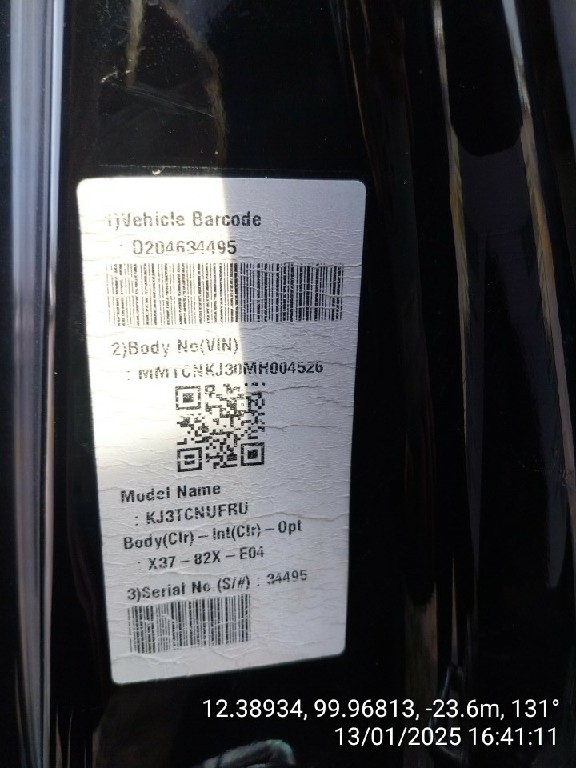 1)Vehicle Barcode
: D204634495
2)Body No(VIN)
: MMTCNKJ30MH004526
Model Name
: KJ3TCNUFRU
Body(Clr) – Int(Clr) – Opt
: X37 – 82X – E04
3)Serial No (S/#) : 34495
12.38934, 99.96813, -23.6m, 131°
13/01/2025 16:41:11